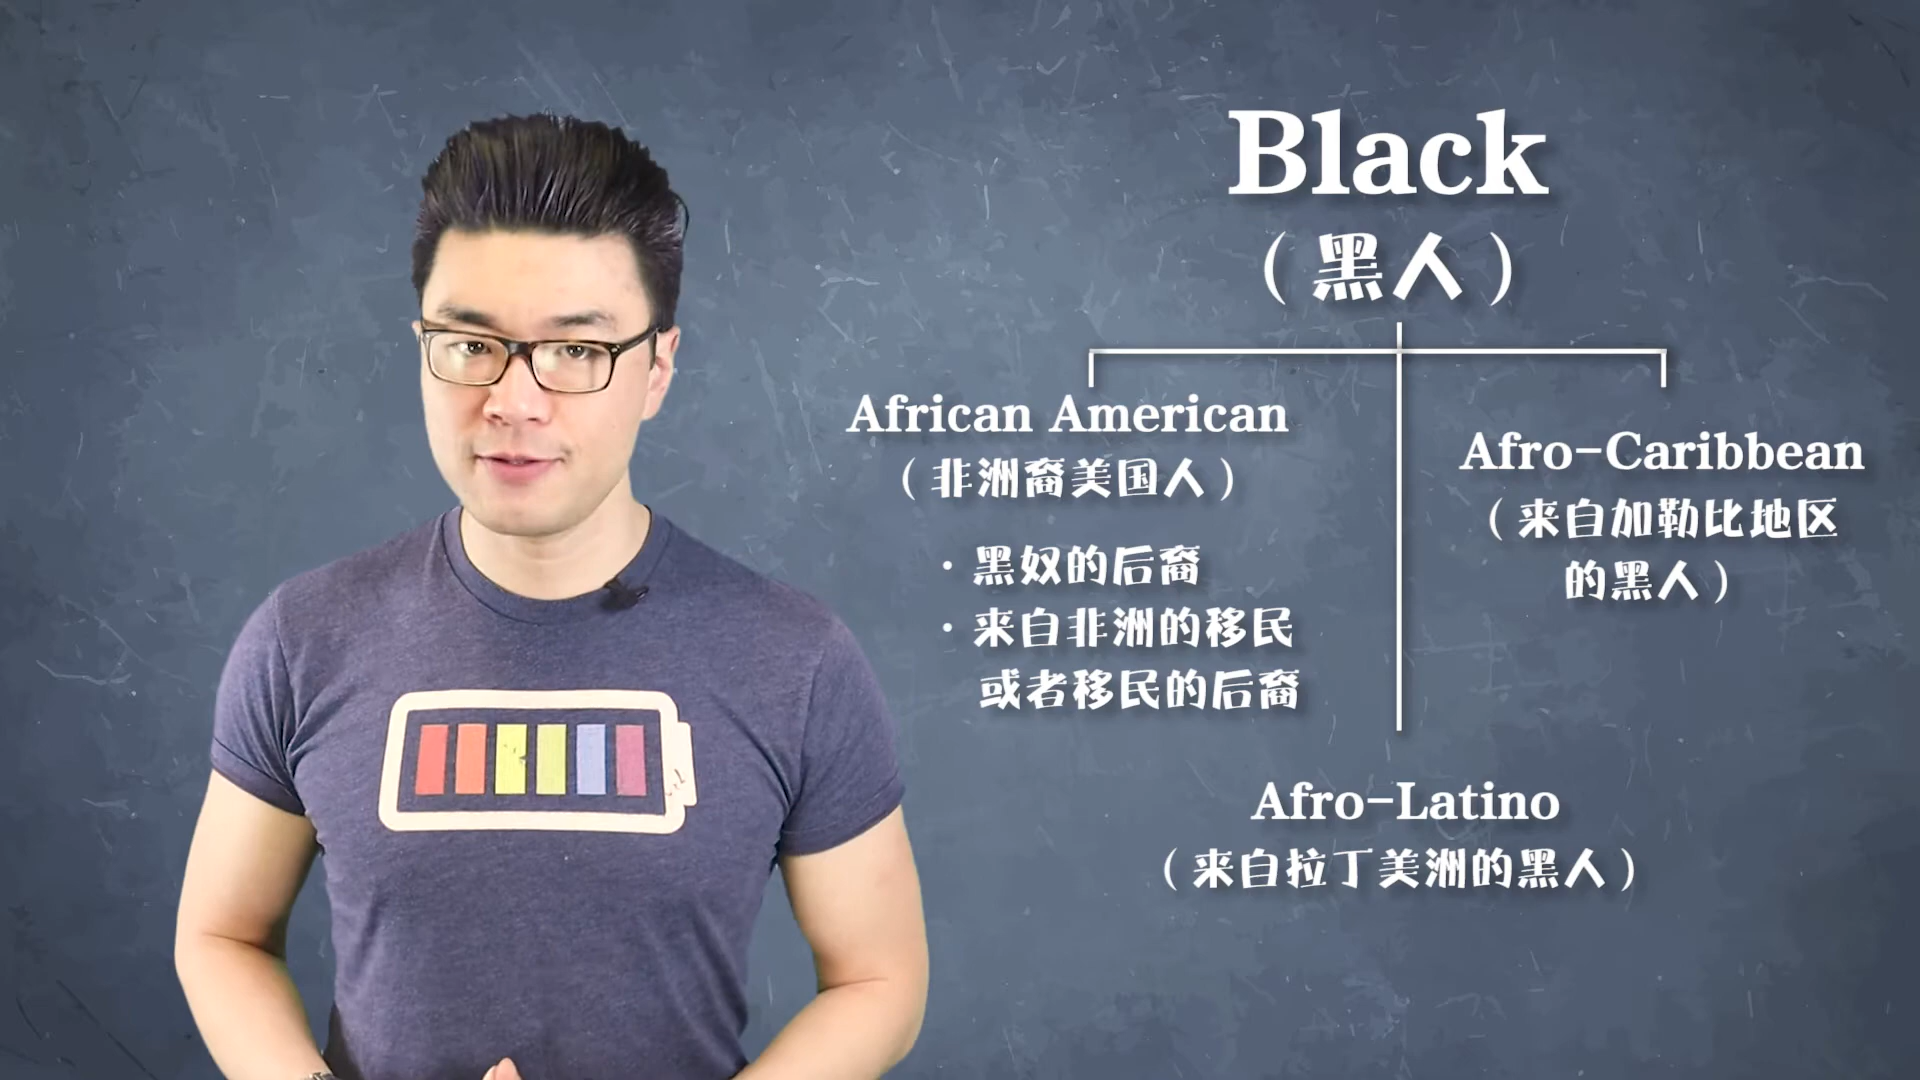 Black
（黑人）
African American
（非洲裔美国人）
·黑奴的后裔
·来自非洲的移民
或者移民的后裔
Afro-Caribbean
（来自加勒比地区
的黑人）
Afro-Latino
（来自拉丁美洲的黑人）